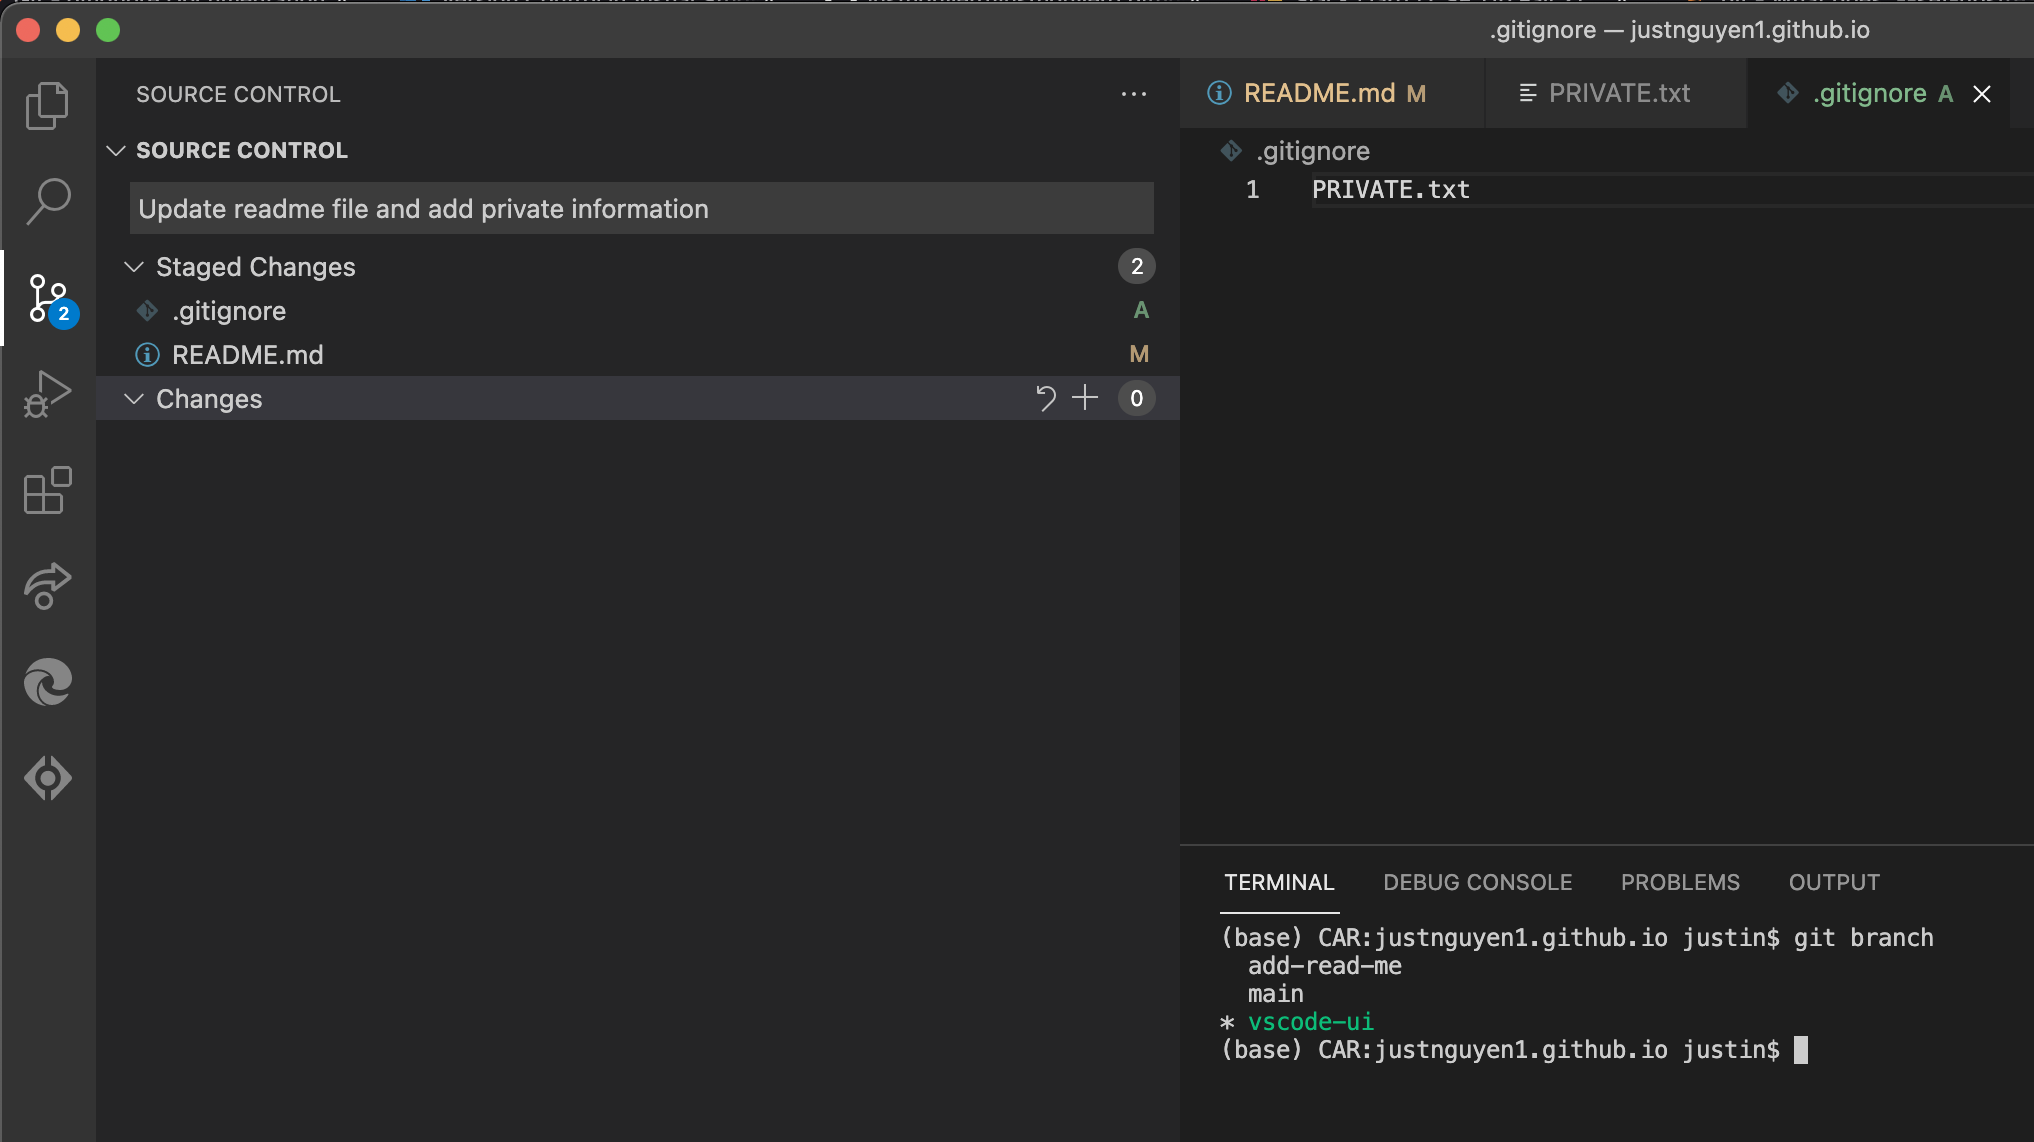 .gitignore — justnguyen1.github.io
SOURCE CONTROL
SOURCE CONTROL
Update readme file and add private information
Staged Changes 2
.gitignore A
README.md M
Changes 0
2
README.md M
PRIVATE.txt
.gitignore A
.gitignore
1 PRIVATE.txt
TERMINAL DEBUG CONSOLE PROBLEMS OUTPUT
(base) CAR:justnguyen1.github.io justin$ git branch
add-read-me
main
* vscode-ui
(base) CAR:justnguyen1.github.io justin$